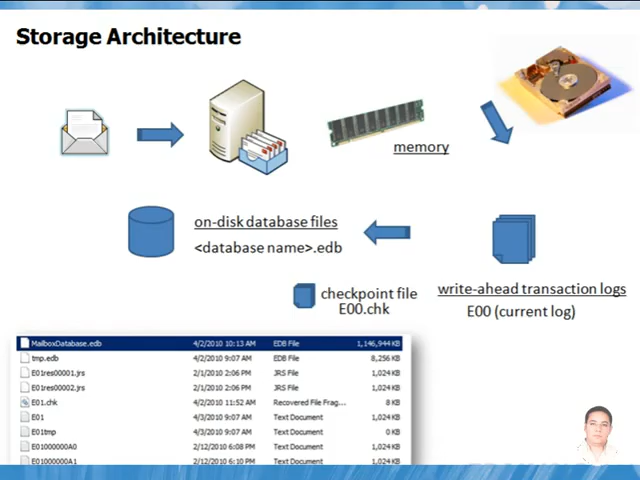 Storage Architecture
memory
on-disk database files
<database name>.edb
write-ahead transaction logs
checkpoint file
E00.chk
E00 (current log)
MailboxDatabase.edb 4/2/2010 10:13 AM EDB File 1,146,944 KB
tmp.edb 4/2/2010 9:07 AM EDB File 8,256 KB
E01res00001.jrs 2/1/2010 2:06 PM JRS File 1,024 KB
E01res00002.jrs 2/1/2010 2:06 PM JRS File 1,024 KB
E01.chk 4/2/2010 11:52 AM Recovered File Frag... 8 KB
E01 4/3/2010 9:07 AM Text Document 1,024 KB
E01tmp 4/3/2010 9:07 AM Text Document 0 KB
E01000000A0 2/12/2010 6:08 PM Text Document 1,024 KB
E01000000A1 2/12/2010 6:10 PM Text Document 1,024 KB